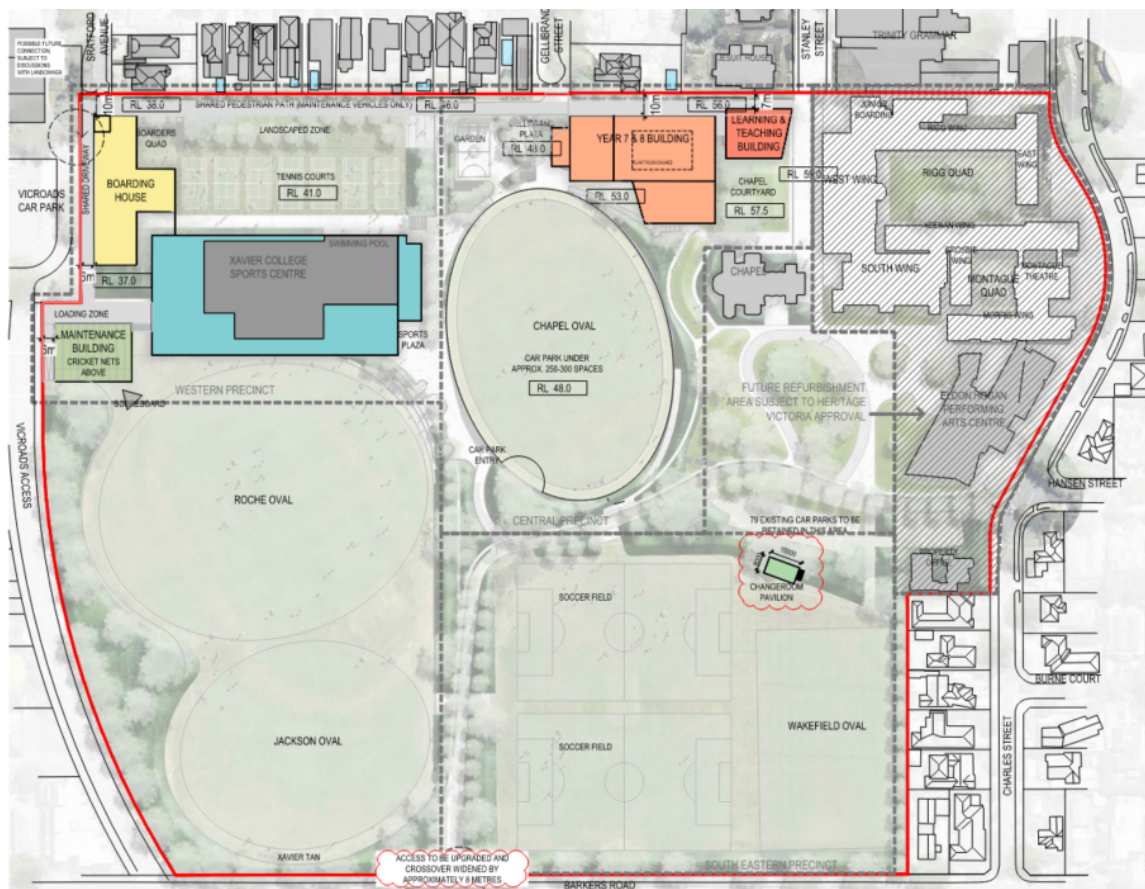 POSSIBLE FUTURE
CONNECTION,
SUBJECT TO
DISCUSSIONS
WITH LANDOWNER
SRATFORD
AVENUE
GELLIBRAND
STREET
STANLEY
STREET
TRINITY GRAMMAR
JESUIT HOUSE
10m
RL 38.0
SHARED PEDESTRIAN PATH (MAINTENANCE VEHICLES ONLY)
RL 46.0
10m
RL 56.0
7m
BOARDERS
QUAD
LANDSCAPED ZONE
GARDEN
PLAZA
RL 48.0
YEAR 7 & 8 BUILDING
LEARNING &
TEACHING
BUILDING
JUNIOR
BOARDING
RIGG WING
EAST
WING
VICROADS
CAR PARK
SHARED DRIVEWAY
BOARDING
HOUSE
TENNIS COURTS
RL 41.0
RL 53.0
CHAPEL
COURTYARD
RL 57.5
RL 59.0
WEST WING
RIGG QUAD
KEENAN WING
SWIMMING POOL
XAVIER COLLEGE
SPORTS CENTRE
5m
RL 37.0
CHAPEL
SOUTH WING
WING
MONTAGUE
QUAD
MONTAGUE
THEATRE
LOADING ZONE
MAINTENANCE
BUILDING
CRICKET NETS
ABOVE
5m
SPORTS
PLAZA
CHAPEL OVAL
CAR PARK UNDER
APPROX. 250-300 SPACES
RL 48.0
WESTERN PRECINCT
SCOREBOARD
FUTURE REFURBISHMENT
AREA SUBJECT TO HERITAGE
VICTORIA APPROVAL
ELDON HOGAN
PERFORMING
ARTS CENTRE
VICROADS ACCESS
CAR PARK
ENTRY
ROCHE OVAL
HANSEN STREET
CENTRAL PRECINCT
79 EXISTING CAR PARKS TO BE
RETAINED IN THIS AREA
CHANGEROOM
PAVILION
PROPERTY
SOCCER FIELD
BURNE COURT
JACKSON OVAL
SOCCER FIELD
WAKEFIELD OVAL
CHARLES STREET
XAVIER TAN
ACCESS TO BE UPGRADED AND
CROSSOVER WIDENED BY
APPROXIMATELY 8 METRES
SOUTH EASTERN PRECINCT
BARKERS ROAD